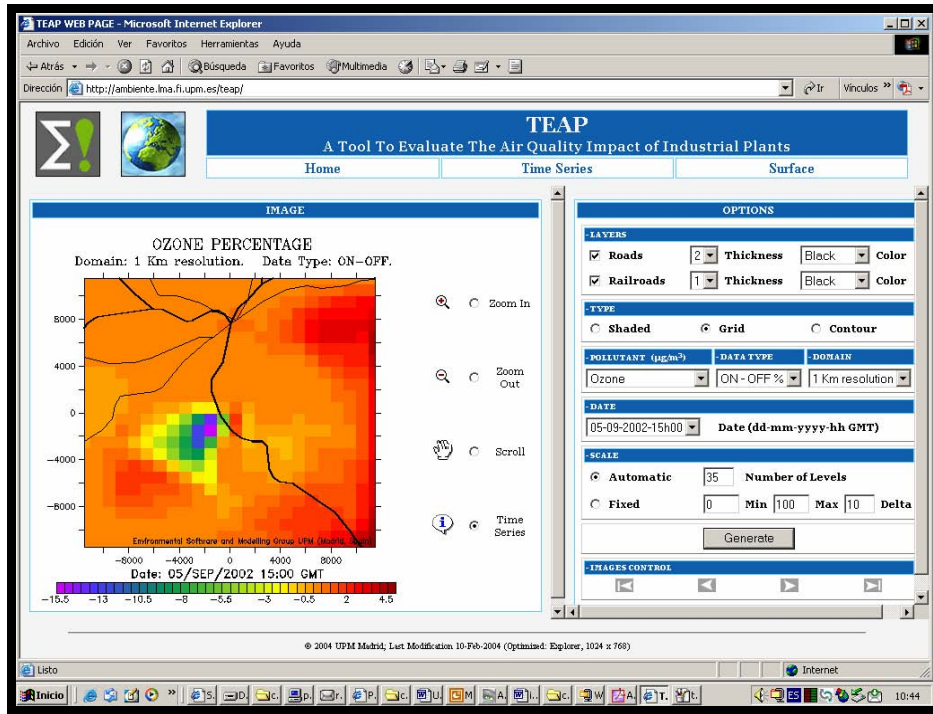 TEAP WEB PAGE - Microsoft Internet Explorer
Archivo Edición Ver Favoritos Herramientas Ayuda
Atrás Búsqueda Favoritos Multimedia
Dirección http://ambiente.lma.fi.upm.es/teap/ Ir Vínculos »
TEAP
A Tool To Evaluate The Air Quality Impact of Industrial Plants
Home Time Series Surface
IMAGE
OZONE PERCENTAGE
Domain: 1 Km resolution. Data Type: ON-OFF.
8000
4000
0
-4000
-8000
Environmental Software and Modelling Group UPM (Madrid, Spain)
-8000 -4000 0 4000 8000
Date: 05/SEP/2002 15:00 GMT
-15.5 -13 -10.5 -8 -5.5 -3 -0.5 2 4.5
Zoom In
Zoom
Out
Scroll
Time
Series
OPTIONS
-LAYERS
Roads 2 Thickness Black Color
Railroads 1 Thickness Black Color
-TYPE
Shaded Grid Contour
-POLLUTANT (µg/m³) -DATA TYPE -DOMAIN
Ozone ON - OFF % 1 Km resolution
-DATE
05-09-2002-15h00 Date (dd-mm-yyyy-hh GMT)
-SCALE
Automatic 35 Number of Levels
Fixed 0 Min 100 Max 10 Delta
Generate
-IMAGES CONTROL
© 2004 UPM Madrid; Last Modification 10-Feb-2004 (Optimized: Explorer, 1024 x 768)
Listo Internet
Inicio » S. D. C. p. r. P. C. U. M A. I.. C. W A. T. t. ES 10:44